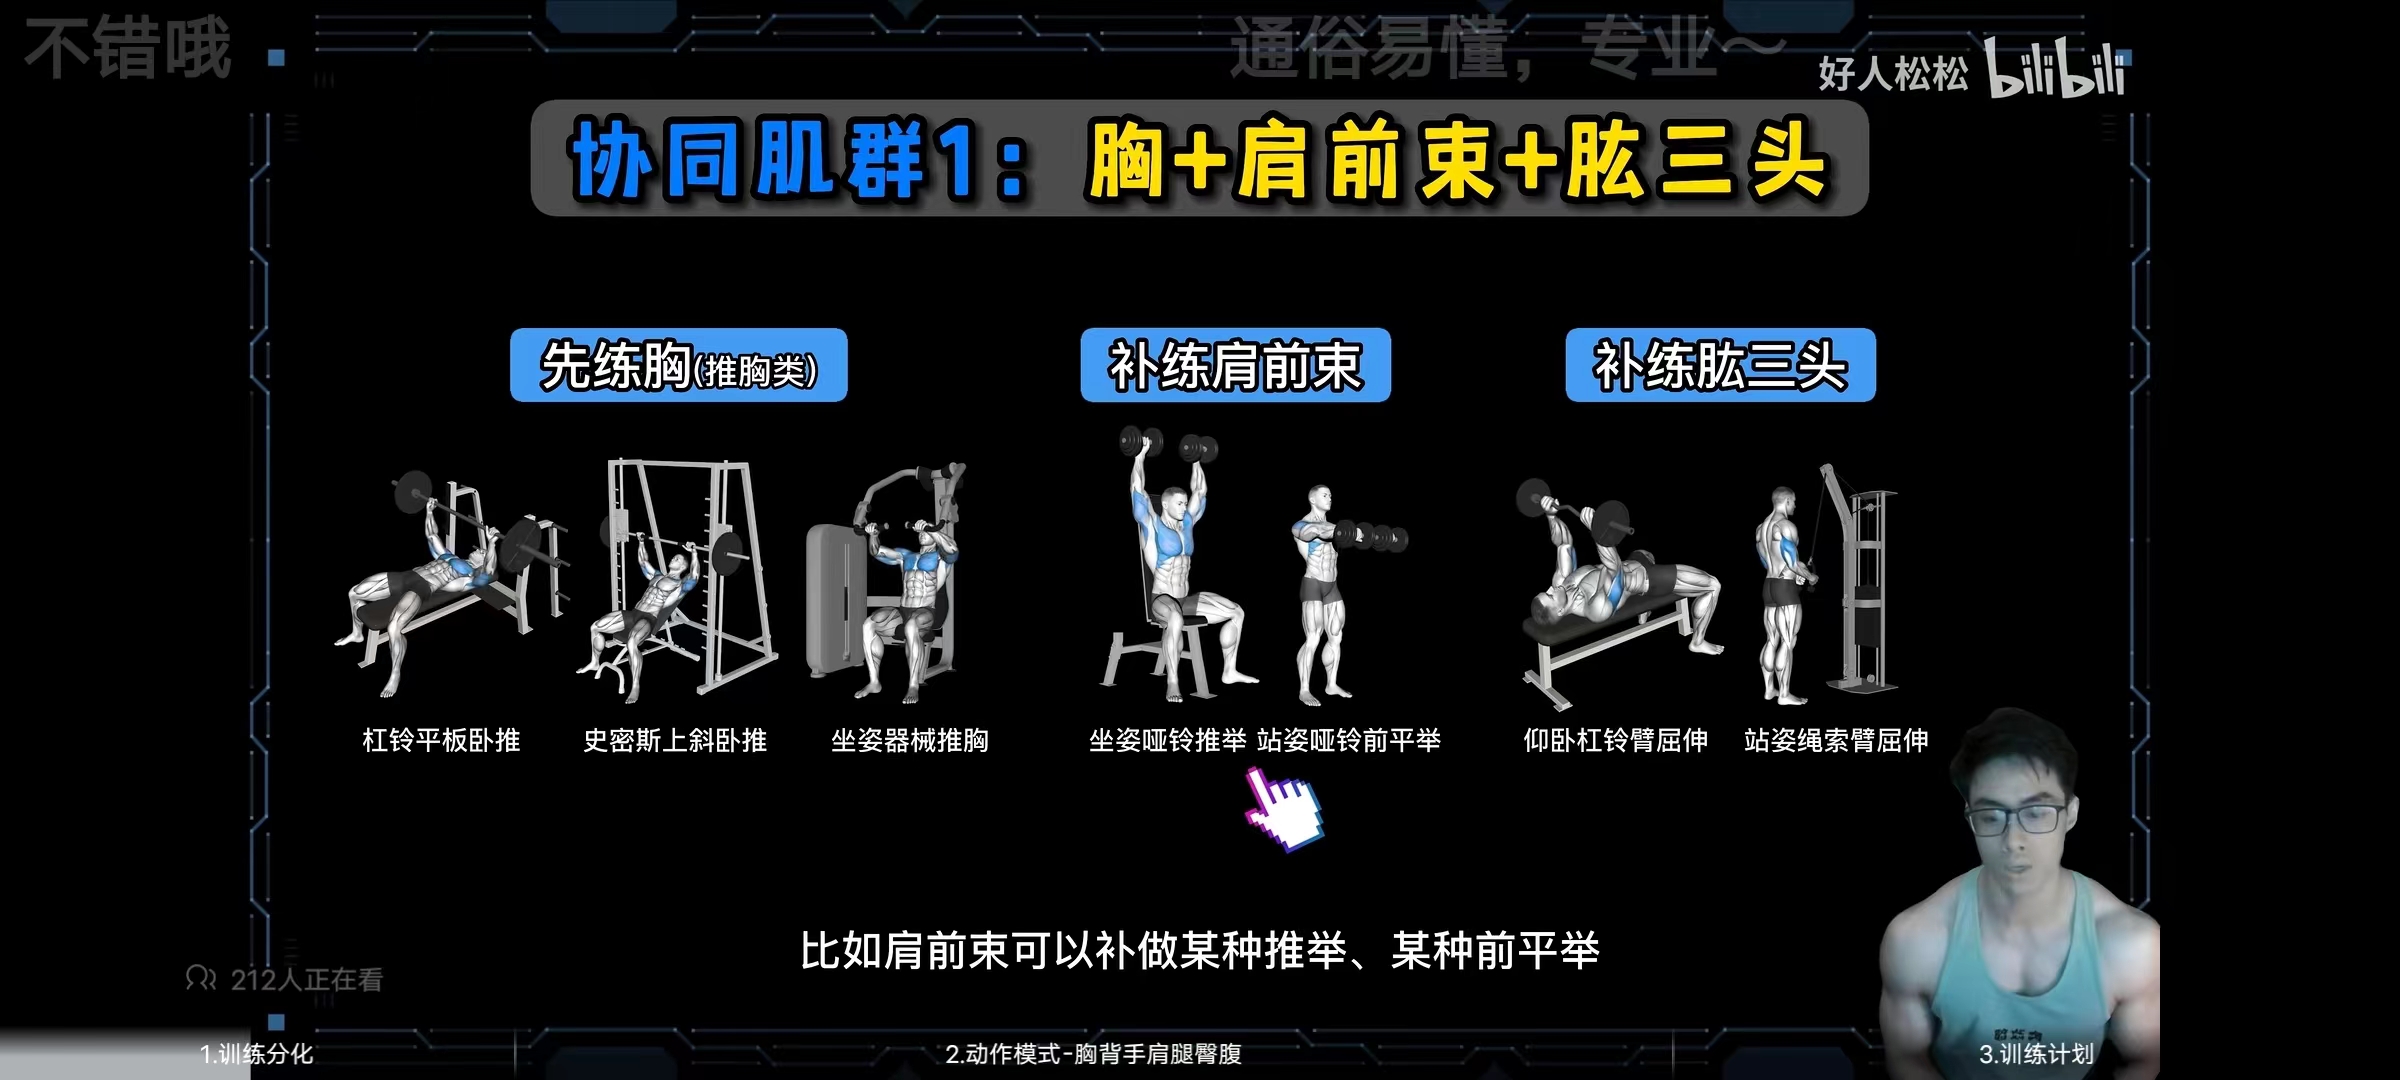 不错哦
通俗易懂，专业～
好人松松 bilibili
协同肌群1：胸+肩前束+肱三头
先练胸(推胸类)
补练肩前束
补练肱三头
杠铃平板卧推
史密斯上斜卧推
坐姿器械推胸
坐姿哑铃推举
站姿哑铃前平举
仰卧杠铃臂屈伸
站姿绳索臂屈伸
比如肩前束可以补做某种推举、某种前平举
212人正在看
1.训练分化
2.动作模式-胸背手肩腿臀腹
3.训练计划